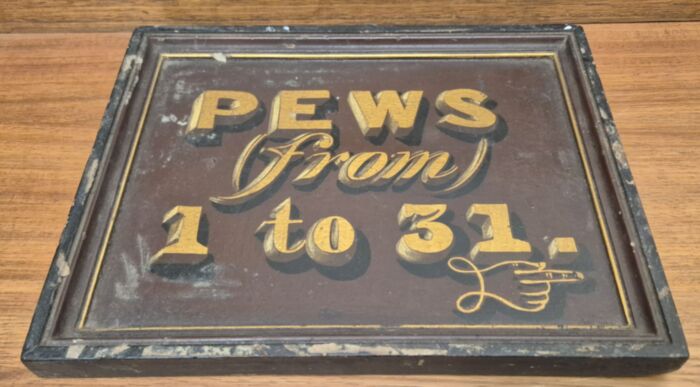 PEWS
(from)
1 to 31.